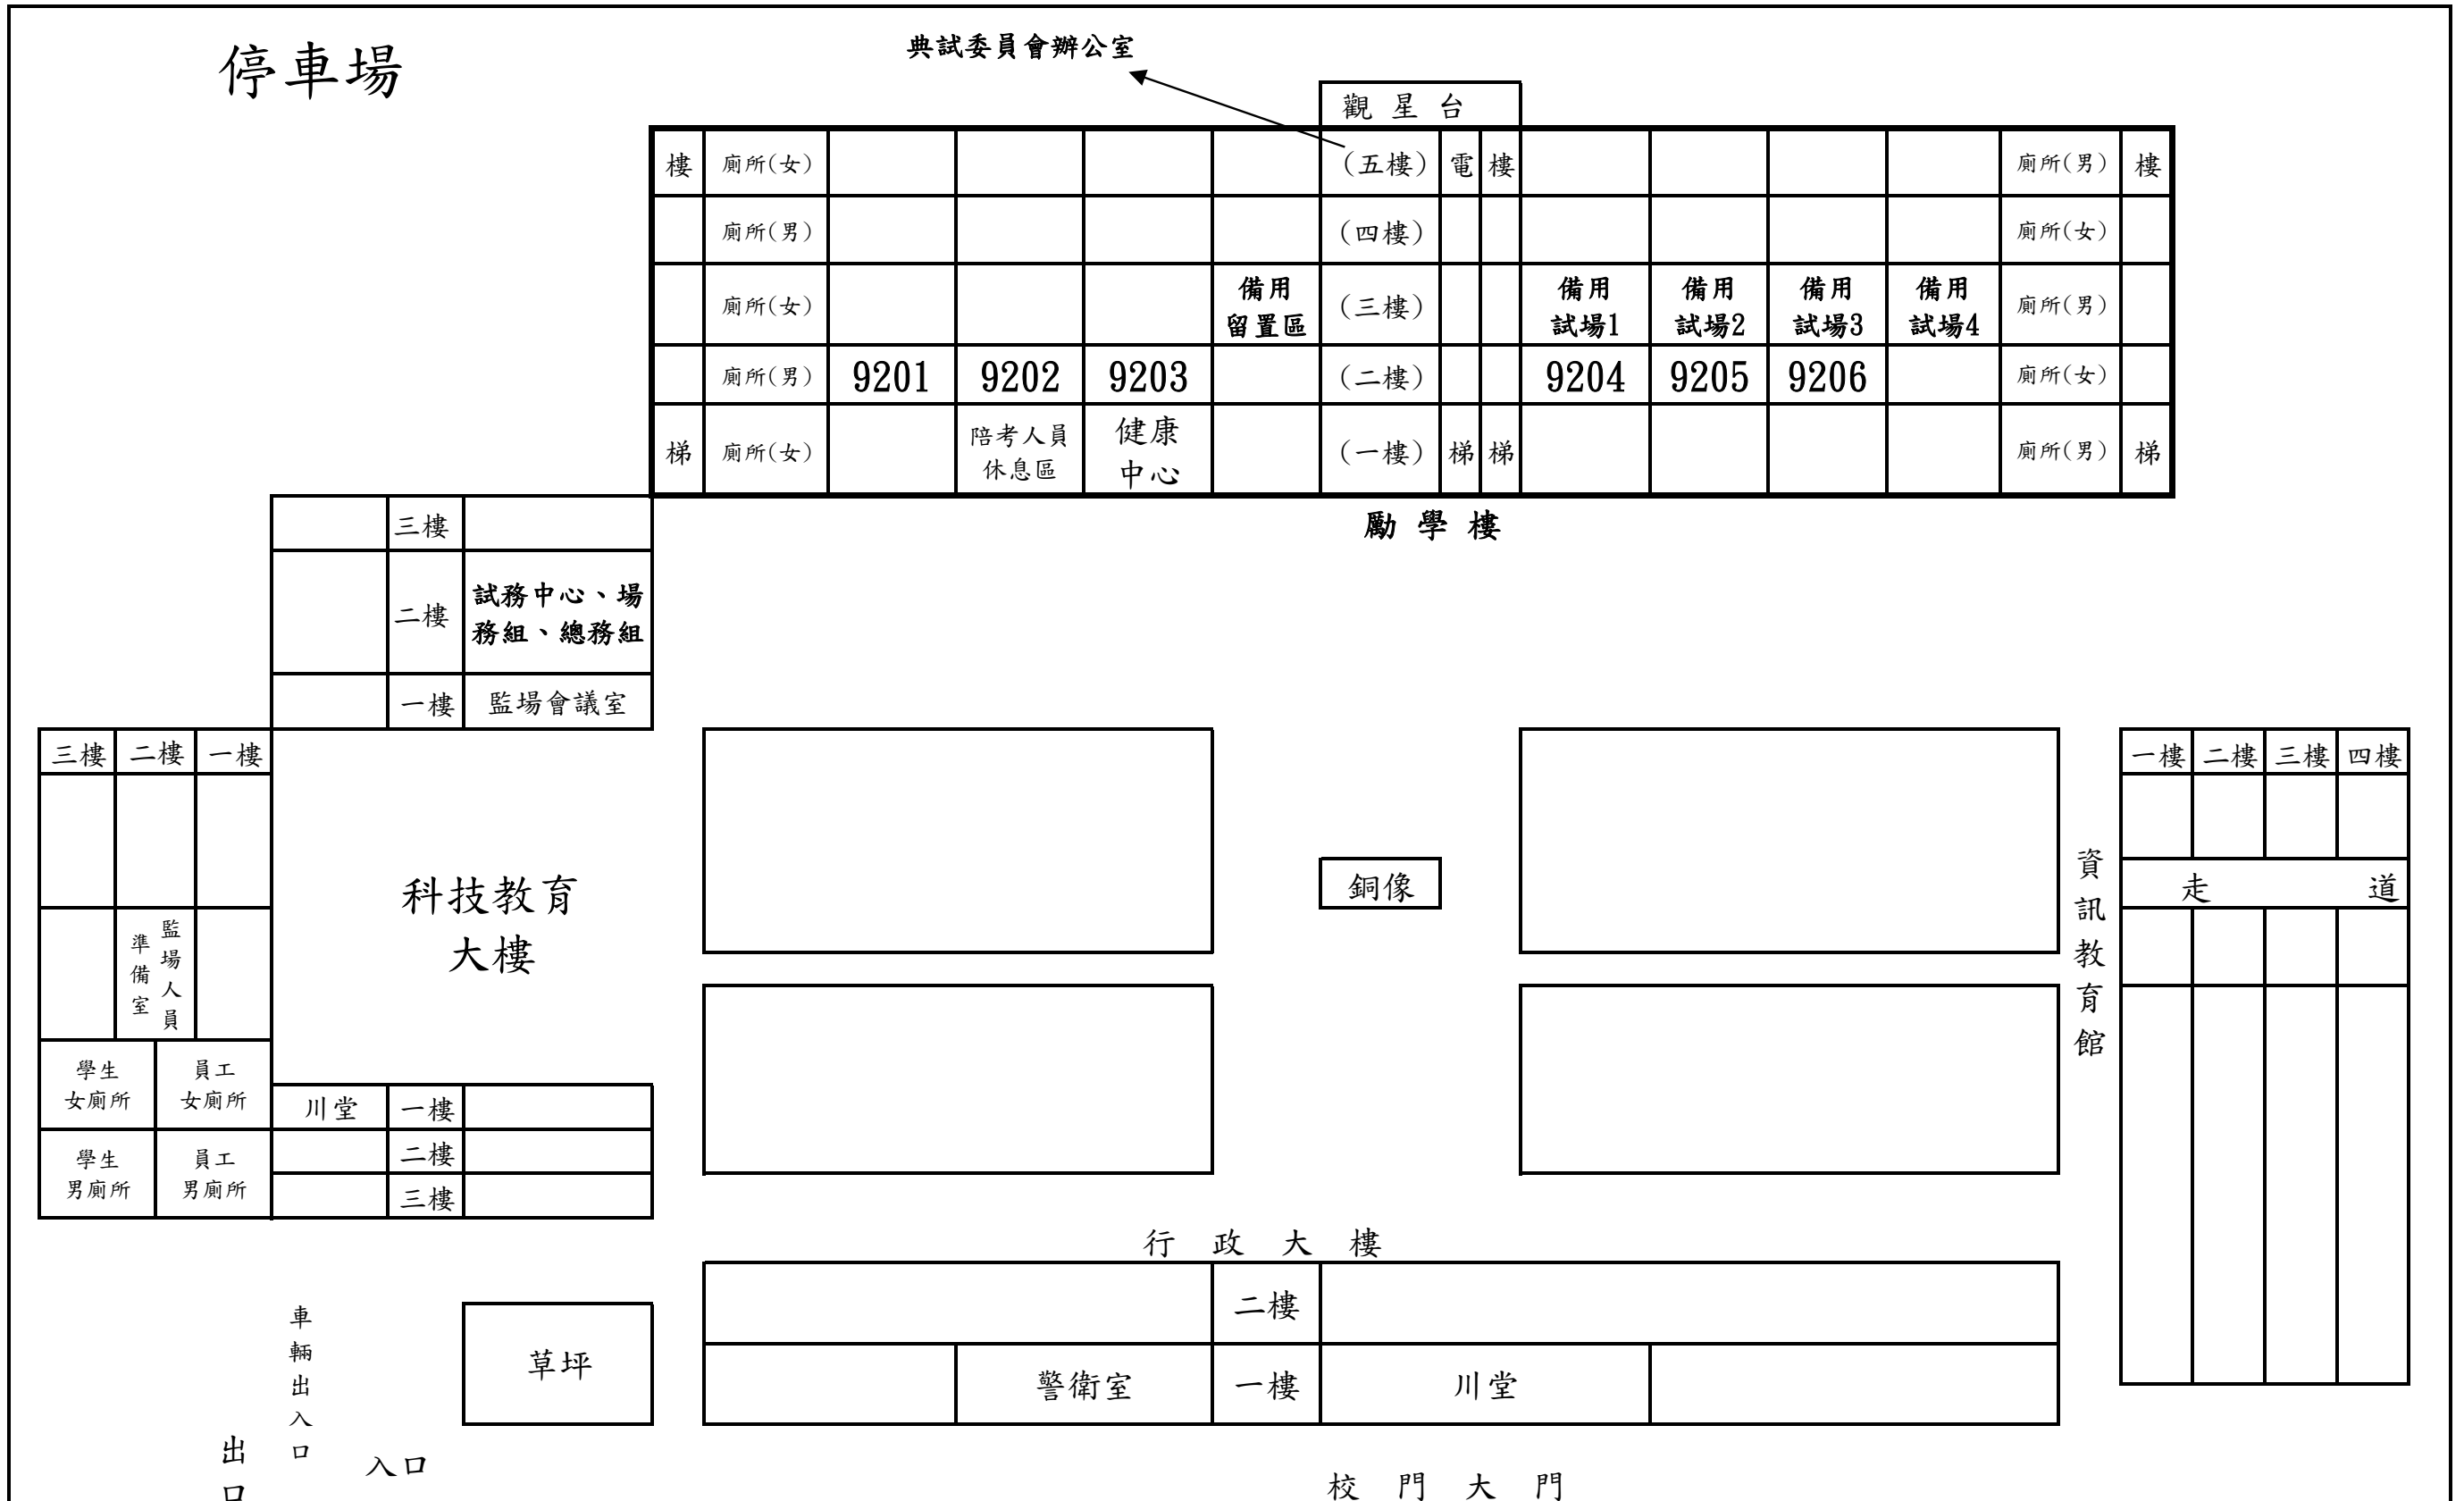 停車場
典試委員會辦公室
觀星台
樓 廁所(女) (五樓) 電 樓 廁所(男) 樓
廁所(男) (四樓) 廁所(女)
廁所(女) 備用留置區 (三樓) 備用試場1 備用試場2 備用試場3 備用試場4 廁所(男)
廁所(男) 9201 9202 9203 (二樓) 9204 9205 9206 廁所(女)
梯 廁所(女) 陪考人員休息區 健康中心 (一樓) 梯 梯 廁所(男) 梯
勵學樓
三樓
二樓 試務中心、場務組、總務組
一樓 監場會議室
三樓 二樓 一樓
監場人員準備室
學生女廁所 員工女廁所
學生男廁所 員工男廁所
科技教育
大樓
川堂 一樓
二樓
三樓
銅像
資訊教育館
一樓 二樓 三樓 四樓
走道
行政大樓
二樓
警衛室 一樓 川堂
草坪
車輛出入口
出口
入口
校門大門